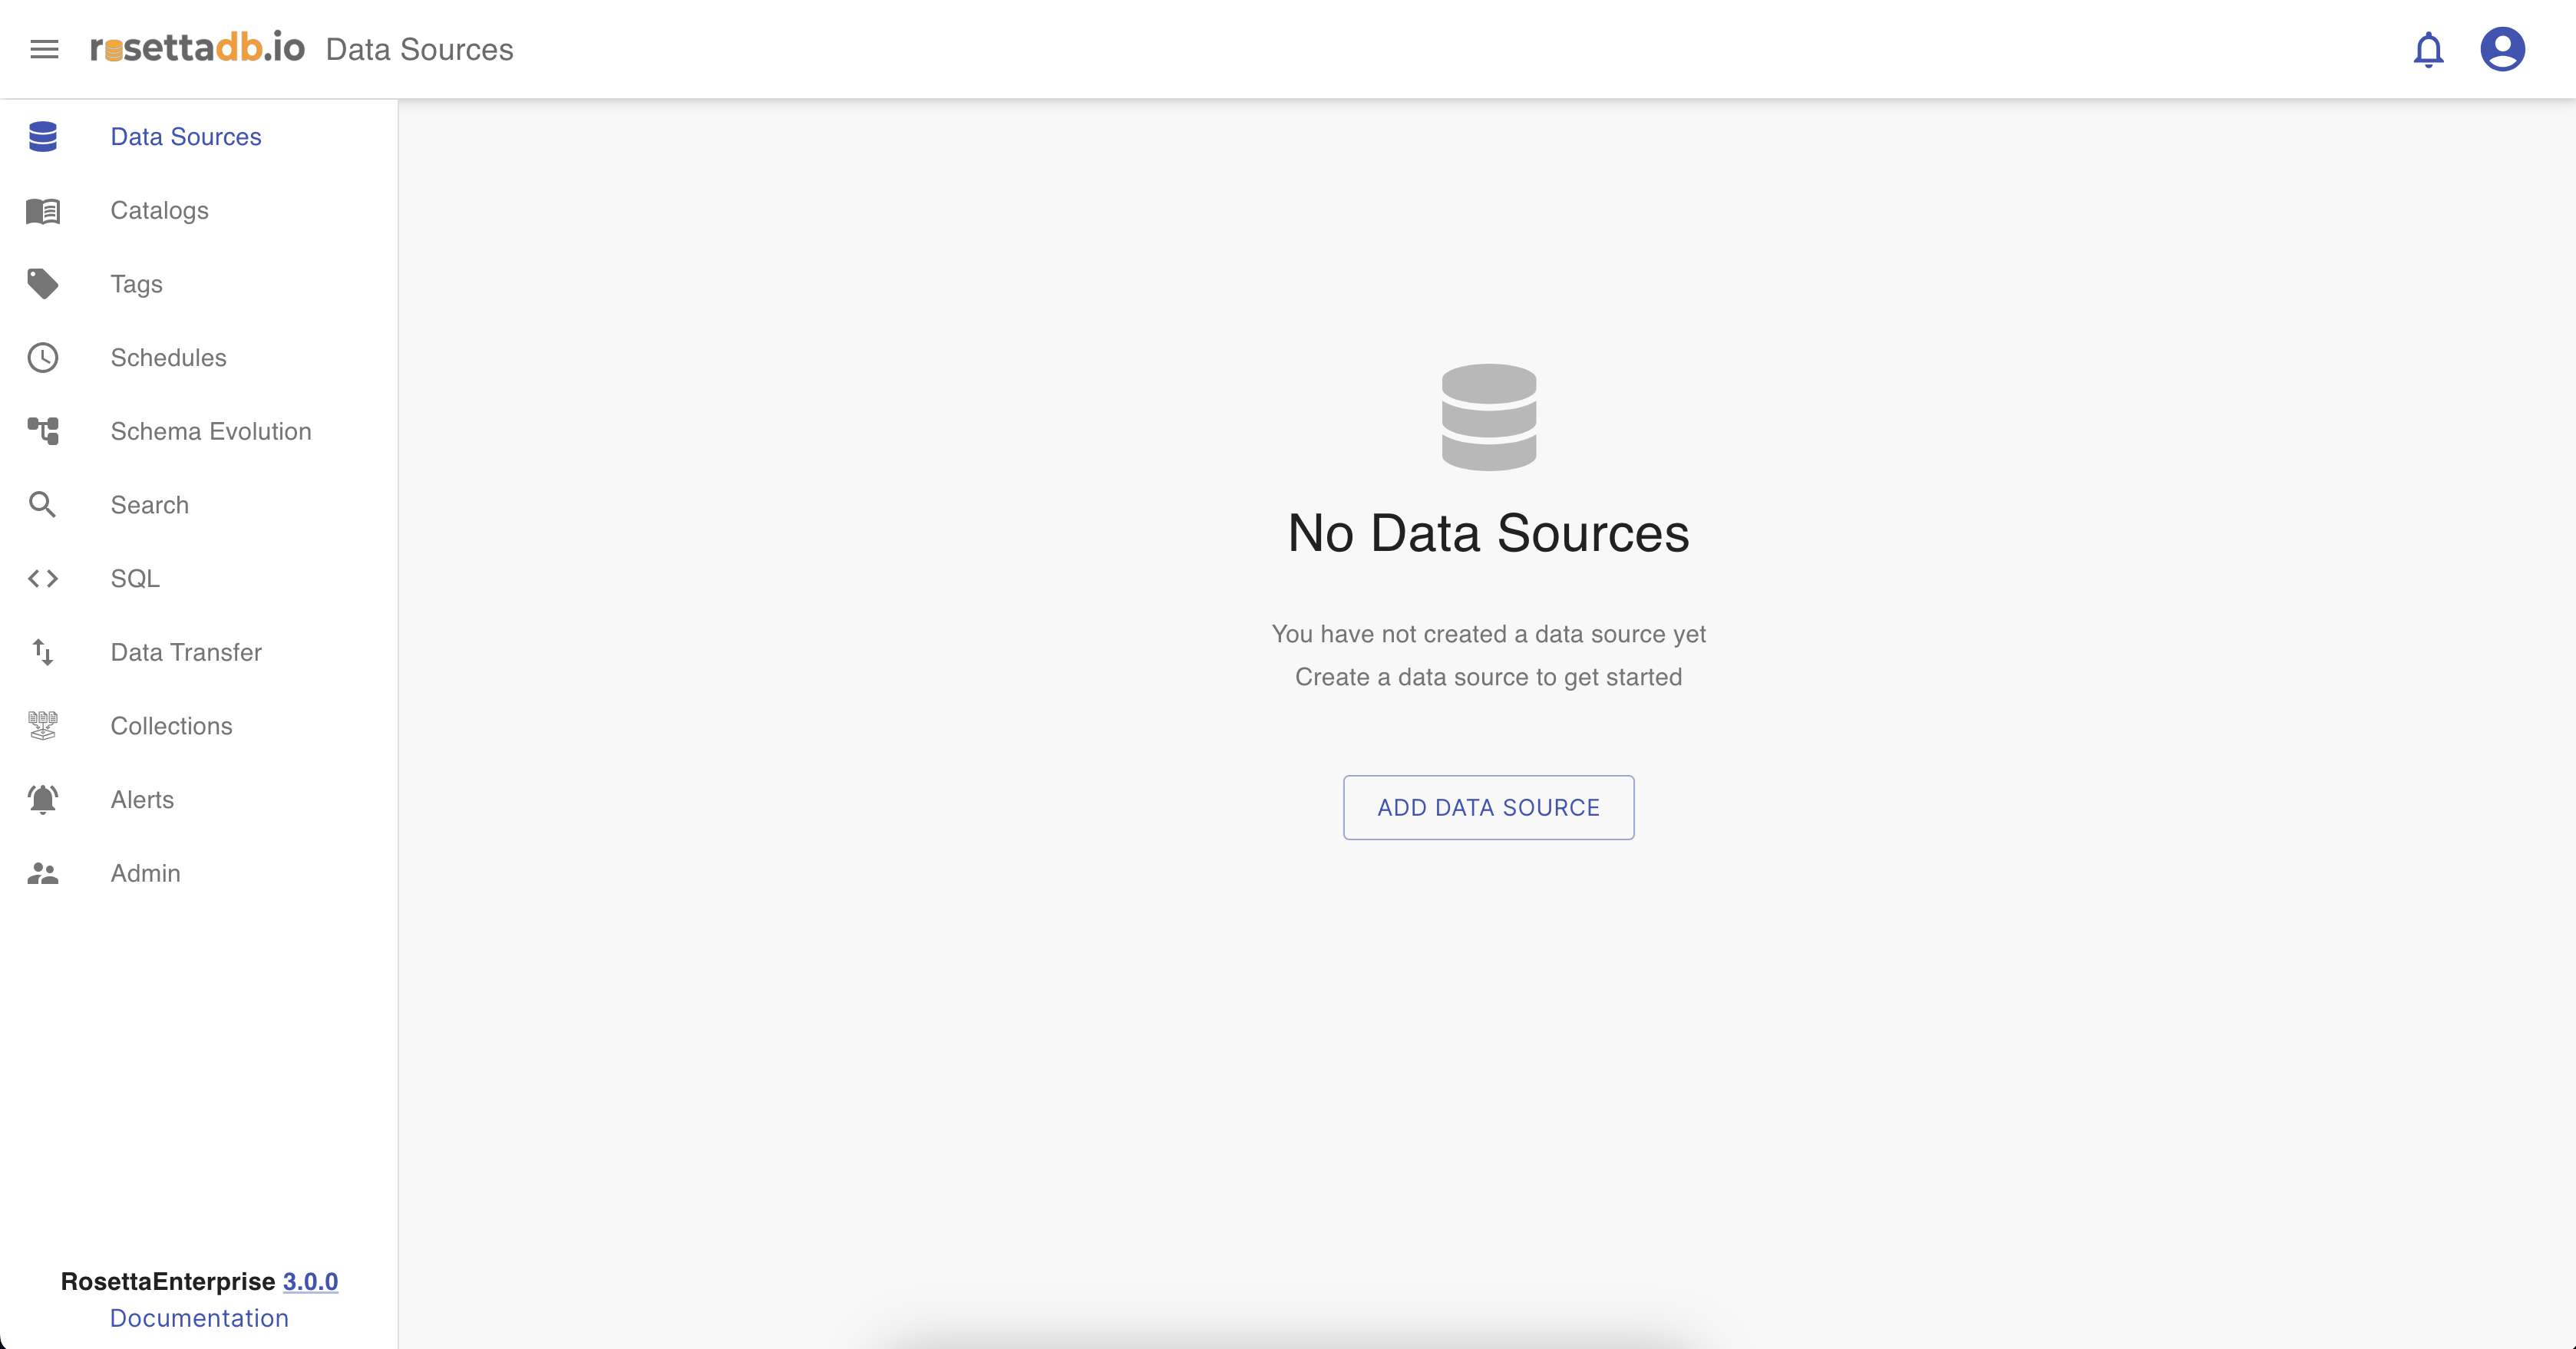 rosettadb.io Data Sources
Data Sources
Catalogs
Tags
Schedules
Schema Evolution
Search
SQL
Data Transfer
Collections
Alerts
Admin
RosettaEnterprise 3.0.0
Documentation
No Data Sources
You have not created a data source yet
Create a data source to get started
ADD DATA SOURCE